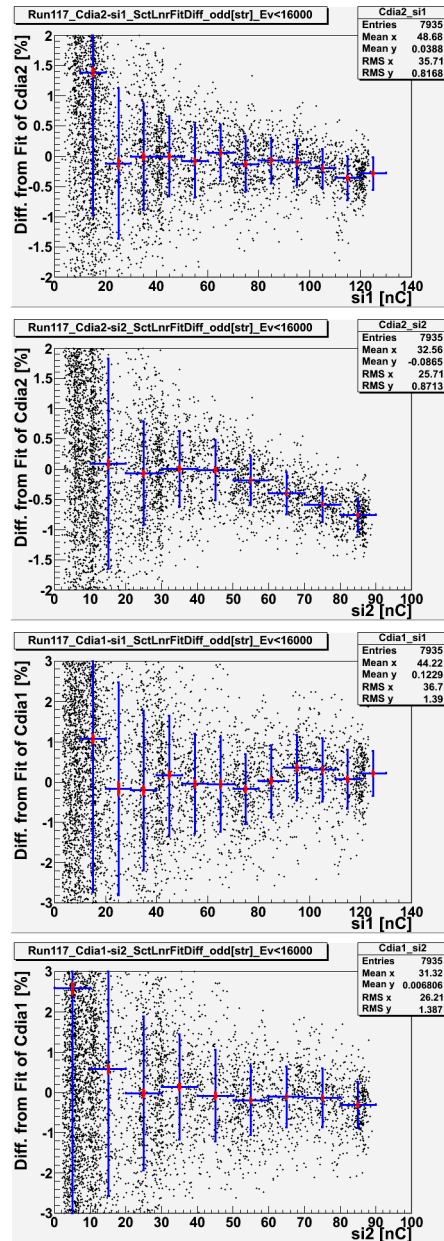 Run117_Cdia2-si1_SctLnrFitDiff_odd[str]_Ev<16000
Cdia2_si1
Entries 7935
Mean x 48.68
Mean y 0.0388
RMS x 35.71
RMS y 0.8168
Diff. from Fit of Cdia2 [%]
2
1.5
1
0.5
0
-0.5
-1
-1.5
-2
0 20 40 60 80 100 120 140
si1 [nC]
Run117_Cdia2-si2_SctLnrFitDiff_odd[str]_Ev<16000
Cdia2_si2
Entries 7935
Mean x 32.56
Mean y -0.0865
RMS x 25.71
RMS y 0.8713
Diff. from Fit of Cdia2 [%]
2
1.5
1
0.5
0
-0.5
-1
-1.5
-2
0 10 20 30 40 50 60 70 80 90 100
si2 [nC]
Run117_Cdia1-si1_SctLnrFitDiff_odd[str]_Ev<16000
Cdia1_si1
Entries 7935
Mean x 44.22
Mean y 0.1229
RMS x 36.7
RMS y 1.39
Diff. from Fit of Cdia1 [%]
3
2
1
0
-1
-2
-3
0 20 40 60 80 100 120 140
si1 [nC]
Run117_Cdia1-si2_SctLnrFitDiff_odd[str]_Ev<16000
Cdia1_si2
Entries 7935
Mean x 31.32
Mean y 0.006806
RMS x 26.21
RMS y 1.387
Diff. from Fit of Cdia1 [%]
3
2
1
0
-1
-2
-3
0 10 20 30 40 50 60 70 80 90 100
si2 [nC]